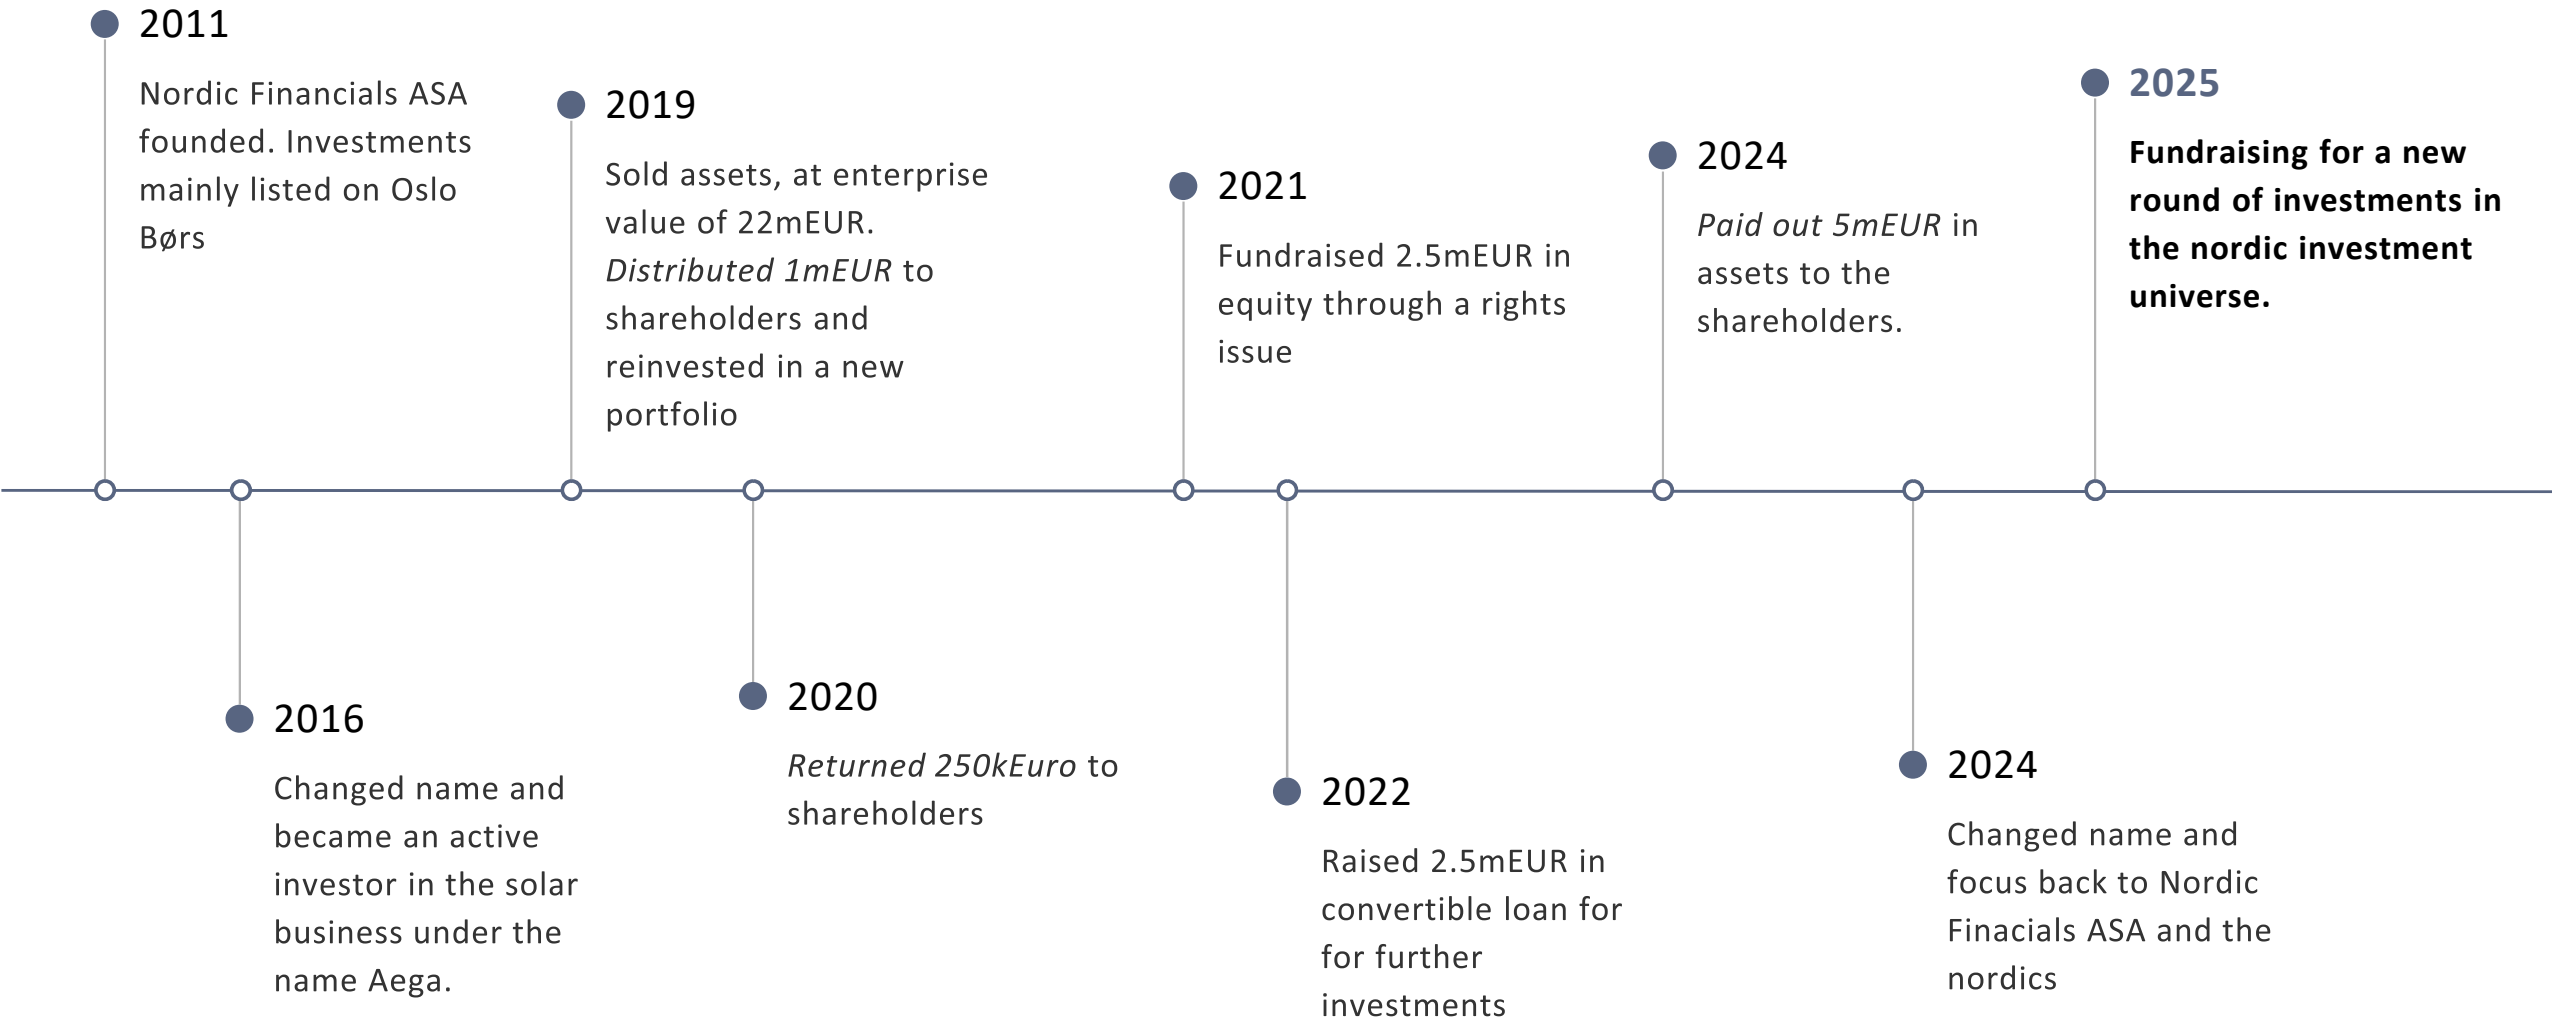 2011
Nordic Financials ASA
founded. Investments
mainly listed on Oslo
Børs
2016
Changed name and
became an active
investor in the solar
business under the
name Aega.
2019
Sold assets, at enterprise
value of 22mEUR.
Distributed 1mEUR to
shareholders and
reinvested in a new
portfolio
2020
Returned 250kEuro to
shareholders
2021
Fundraised 2.5mEUR in
equity through a rights
issue
2022
Raised 2.5mEUR in
convertible loan for
for further
investments
2024
Paid out 5mEUR in
assets to the
shareholders.
2024
Changed name and
focus back to Nordic
Finacials ASA and the
nordics
2025
Fundraising for a new
round of investments in
the nordic investment
universe.